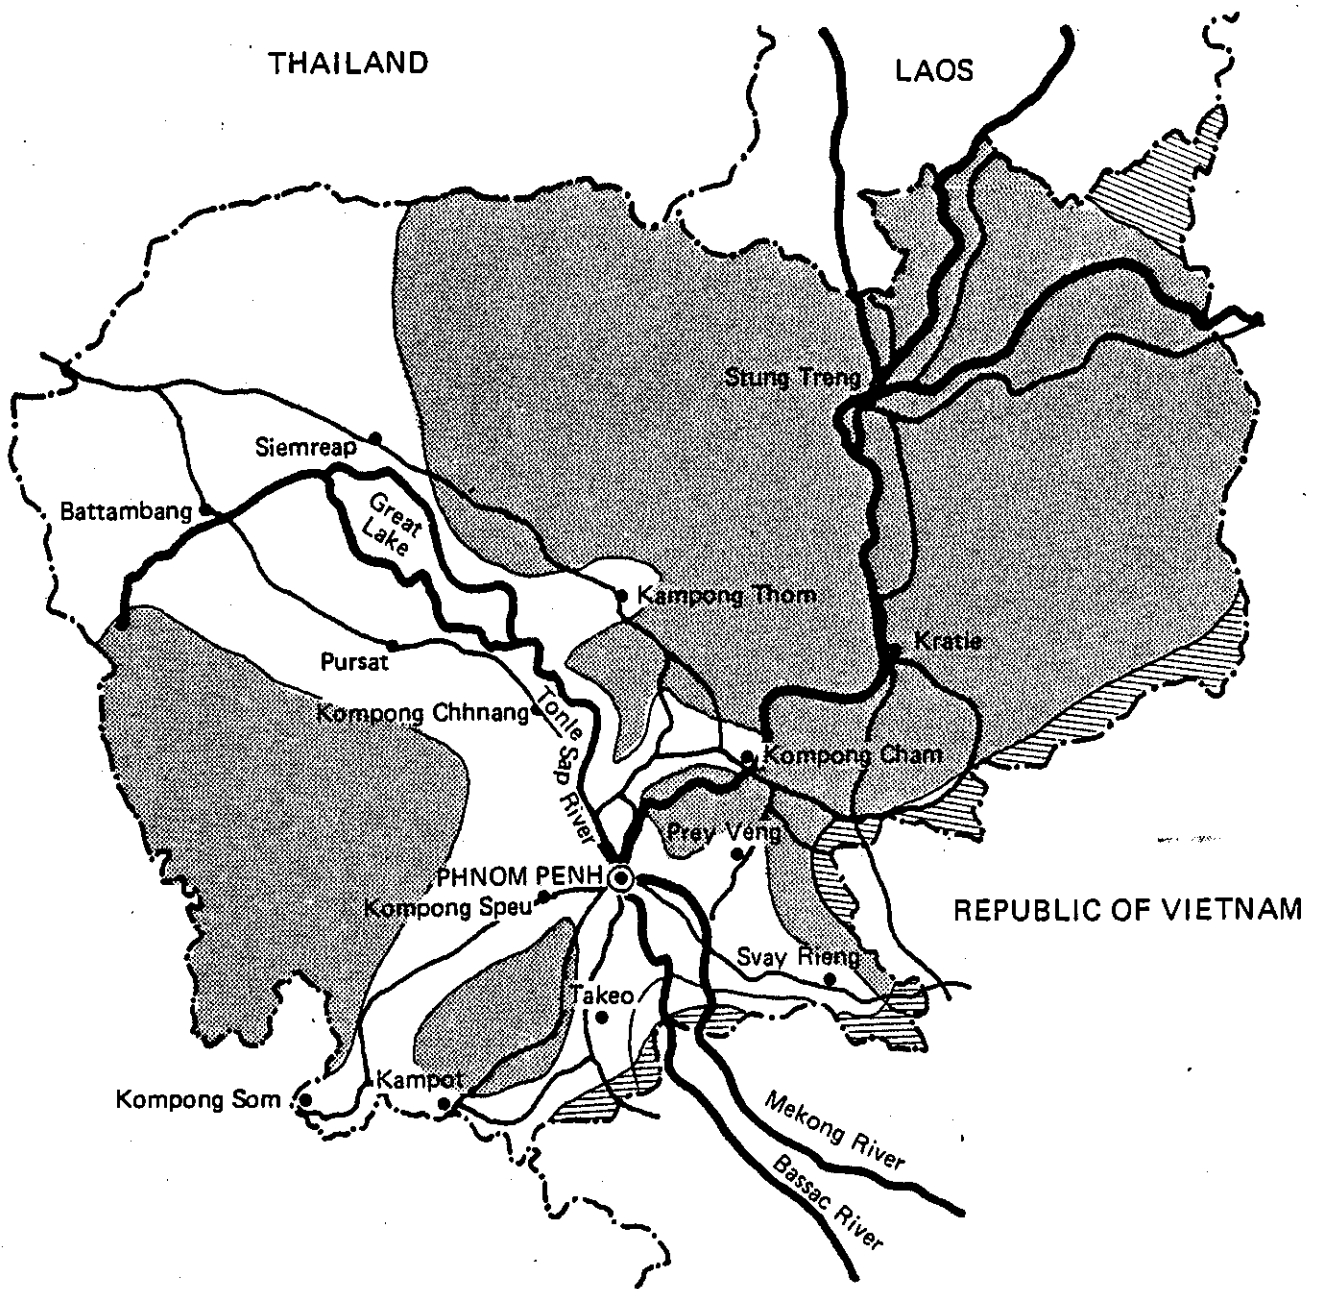 THAILAND
LAOS
Stung Treng
Siemreap
Battambang
Great
Lake
Kampong Thom
Kratie
Pursat
Kompong Chhnang
Tonle Sap River
Kompong Cham
Prey Veng
PHNOM PENH
Kompong Speu
REPUBLIC OF VIETNAM
Svay Rieng
Takeo
Kampot
Kompong Som
Mekong River
Bassac River